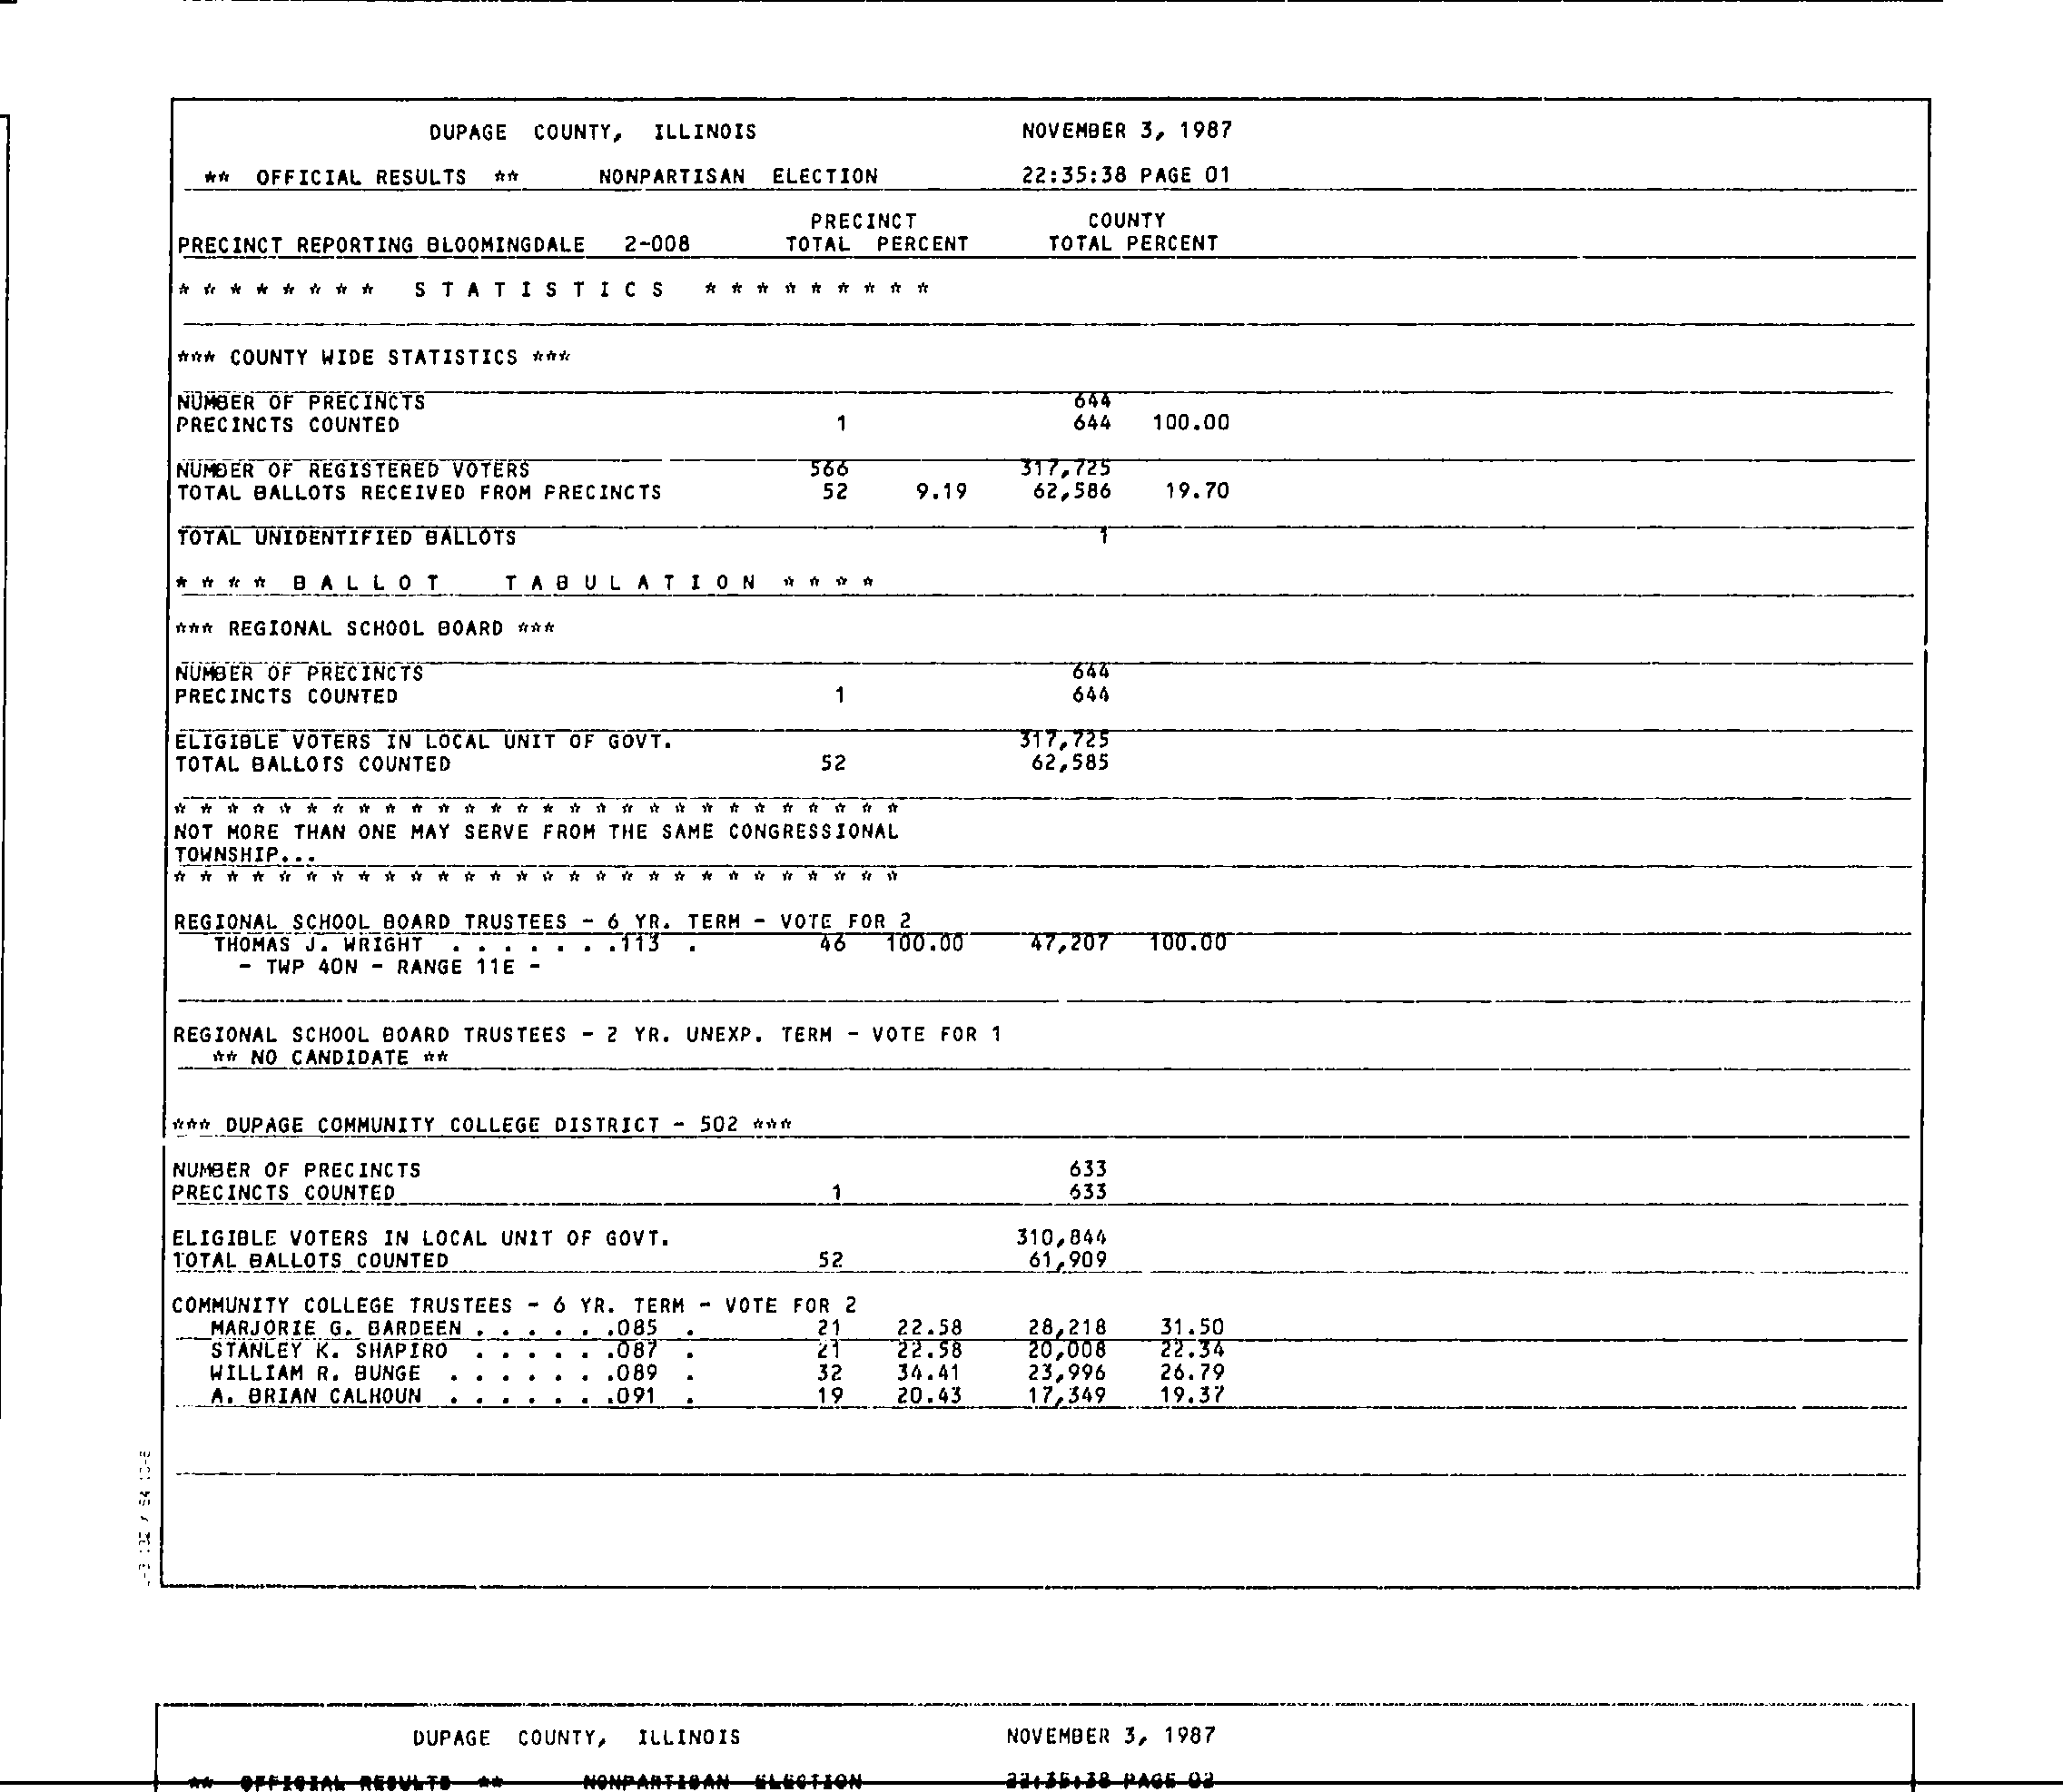 DUPAGE COUNTY, ILLINOIS NOVEMBER 3, 1987
** OFFICIAL RESULTS ** NONPARTISAN ELECTION 22:35:38 PAGE 01
PRECINCT COUNTY
PRECINCT REPORTING BLOOMINGDALE 2-008 TOTAL PERCENT TOTAL PERCENT
* * * * * * * * S T A T I S T I C S * * * * * * * * *
*** COUNTY WIDE STATISTICS ***
NUMBER OF PRECINCTS 644
PRECINCTS COUNTED 1 644 100.00
NUMBER OF REGISTERED VOTERS 566 317,725
TOTAL BALLOTS RECEIVED FROM PRECINCTS 52 9.19 62,586 19.70
TOTAL UNIDENTIFIED BALLOTS 1
* * * * B A L L O T T A B U L A T I O N * * * *
*** REGIONAL SCHOOL BOARD ***
NUMBER OF PRECINCTS 644
PRECINCTS COUNTED 1 644
ELIGIBLE VOTERS IN LOCAL UNIT OF GOVT. 317,725
TOTAL BALLOTS COUNTED 52 62,585
* * * * * * * * * * * * * * * * * * * * * * * * * * * *
NOT MORE THAN ONE MAY SERVE FROM THE SAME CONGRESSIONAL
TOWNSHIP...
* * * * * * * * * * * * * * * * * * * * * * * * * * * *
REGIONAL SCHOOL BOARD TRUSTEES - 6 YR. TERM - VOTE FOR 2
THOMAS J. WRIGHT . . . . . . .113 . 46 100.00 47,207 100.00
- TWP 40N - RANGE 11E -
REGIONAL SCHOOL BOARD TRUSTEES - 2 YR. UNEXP. TERM - VOTE FOR 1
** NO CANDIDATE **
*** DUPAGE COMMUNITY COLLEGE DISTRICT - 502 ***
NUMBER OF PRECINCTS 633
PRECINCTS COUNTED 1 633
ELIGIBLE VOTERS IN LOCAL UNIT OF GOVT. 310,844
TOTAL BALLOTS COUNTED 52 61,909
COMMUNITY COLLEGE TRUSTEES - 6 YR. TERM - VOTE FOR 2
MARJORIE G. BARDEEN . . . . . .085 . 21 22.58 28,218 31.50
STANLEY K. SHAPIRO . . . . . .087 . 21 22.58 20,008 22.34
WILLIAM R. BUNGE . . . . . . .089 . 32 34.41 23,996 26.79
A. BRIAN CALHOUN . . . . . . .091 . 19 20.43 17,349 19.37
DUPAGE COUNTY, ILLINOIS NOVEMBER 3, 1987
** OFFICIAL RESULTS ** NONPARTISAN ELECTION 22:35:38 PAGE 02